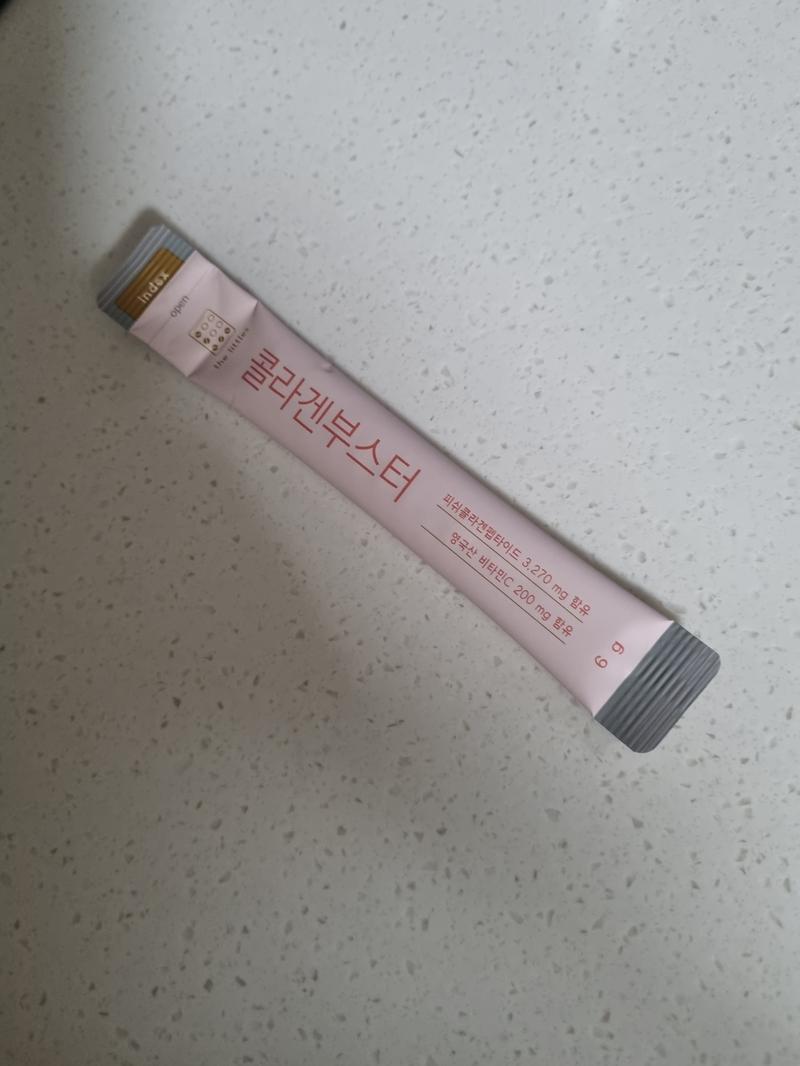 index
open
the littles
콜라겐부스터
피쉬콜라겐펩타이드 3,270 mg 함유
영국산 비타민C 200 mg 함유
6 g